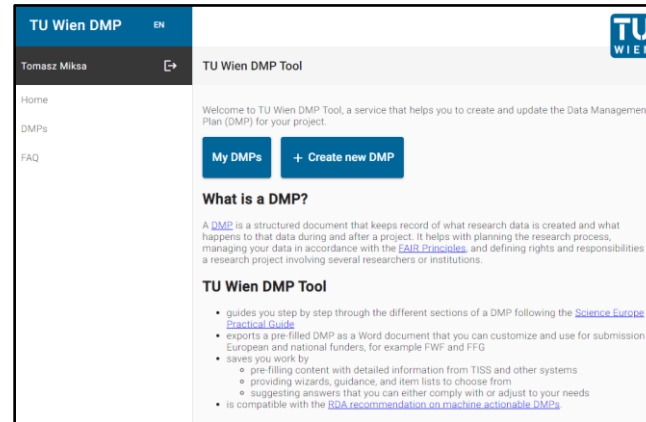 TU Wien DMP EN
Tomasz Miksa
Home
DMPs
FAQ
TU
WIEN
TU Wien DMP Tool
Welcome to TU Wien DMP Tool, a service that helps you to create and update the Data Management
Plan (DMP) for your project.
My DMPs + Create new DMP
What is a DMP?
A DMP is a structured document that keeps record of what research data is created and what
happens to that data during and after a project. It helps with planning the research process,
managing your data in accordance with the FAIR Principles, and defining rights and responsibilities
a research project involving several researchers or institutions.
TU Wien DMP Tool
• guides you step by step through the different sections of a DMP following the Science Europe
Practical Guide
• exports a pre-filled DMP as a Word document that you can customize and use for submission
European and national funders, for example FWF and FFG
• saves you work by
pre-filling content with detailed information from TISS and other systems
providing wizards, guidance, and item lists to choose from
suggesting answers that you can either comply with or adjust to your needs
• is compatible with the RDA recommendation on machine actionable DMPs.